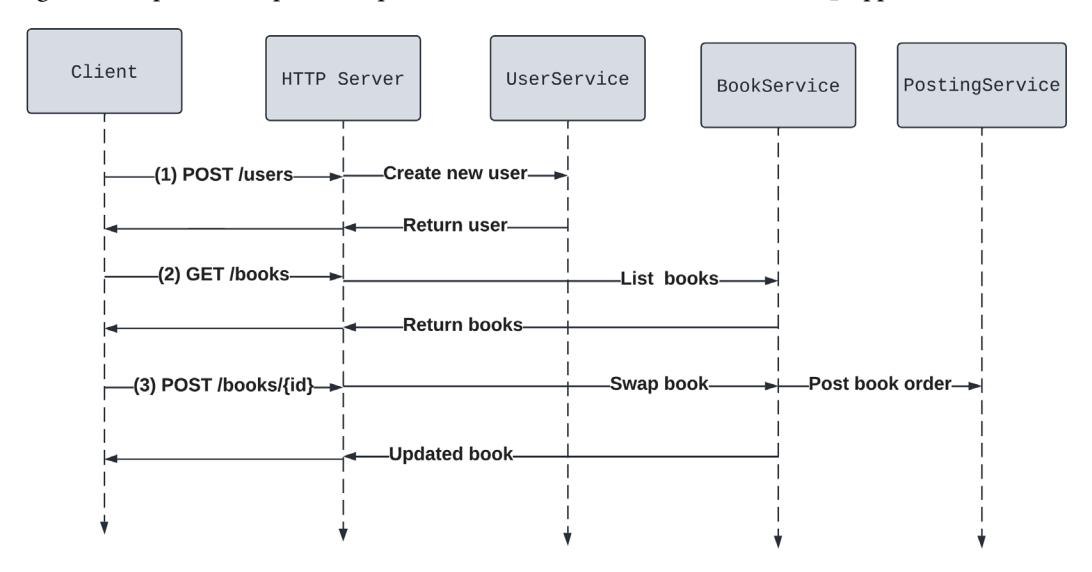 Client
HTTP Server
UserService
BookService
PostingService
(1) POST /users
Create new user
Return user
(2) GET /books
List books
Return books
(3) POST /books/{id}
Swap book
Post book order
Updated book